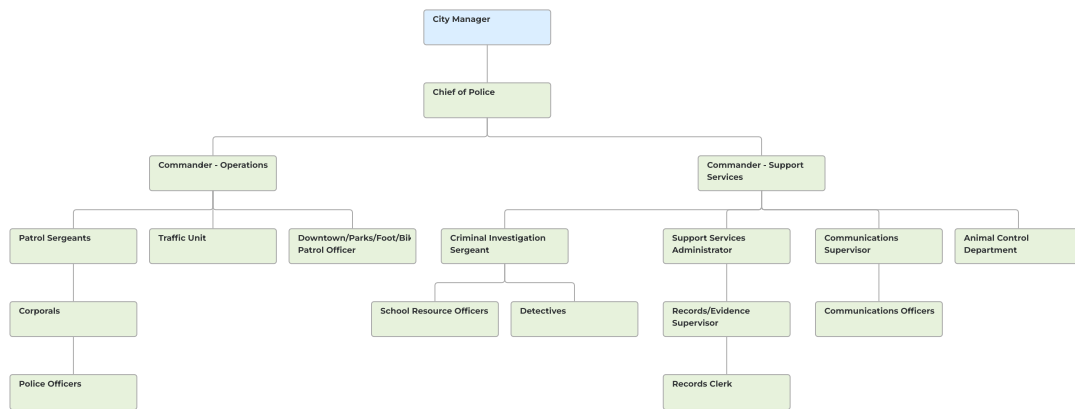 City Manager
Chief of Police
Commander - Operations
Commander - Support
Services
Patrol Sergeants
Traffic Unit
Downtown/Parks/Foot/Bik
Patrol Officer
Criminal Investigation
Sergeant
Support Services
Administrator
Communications
Supervisor
Animal Control
Department
Corporals
School Resource Officers
Detectives
Records/Evidence
Supervisor
Communications Officers
Police Officers
Records Clerk